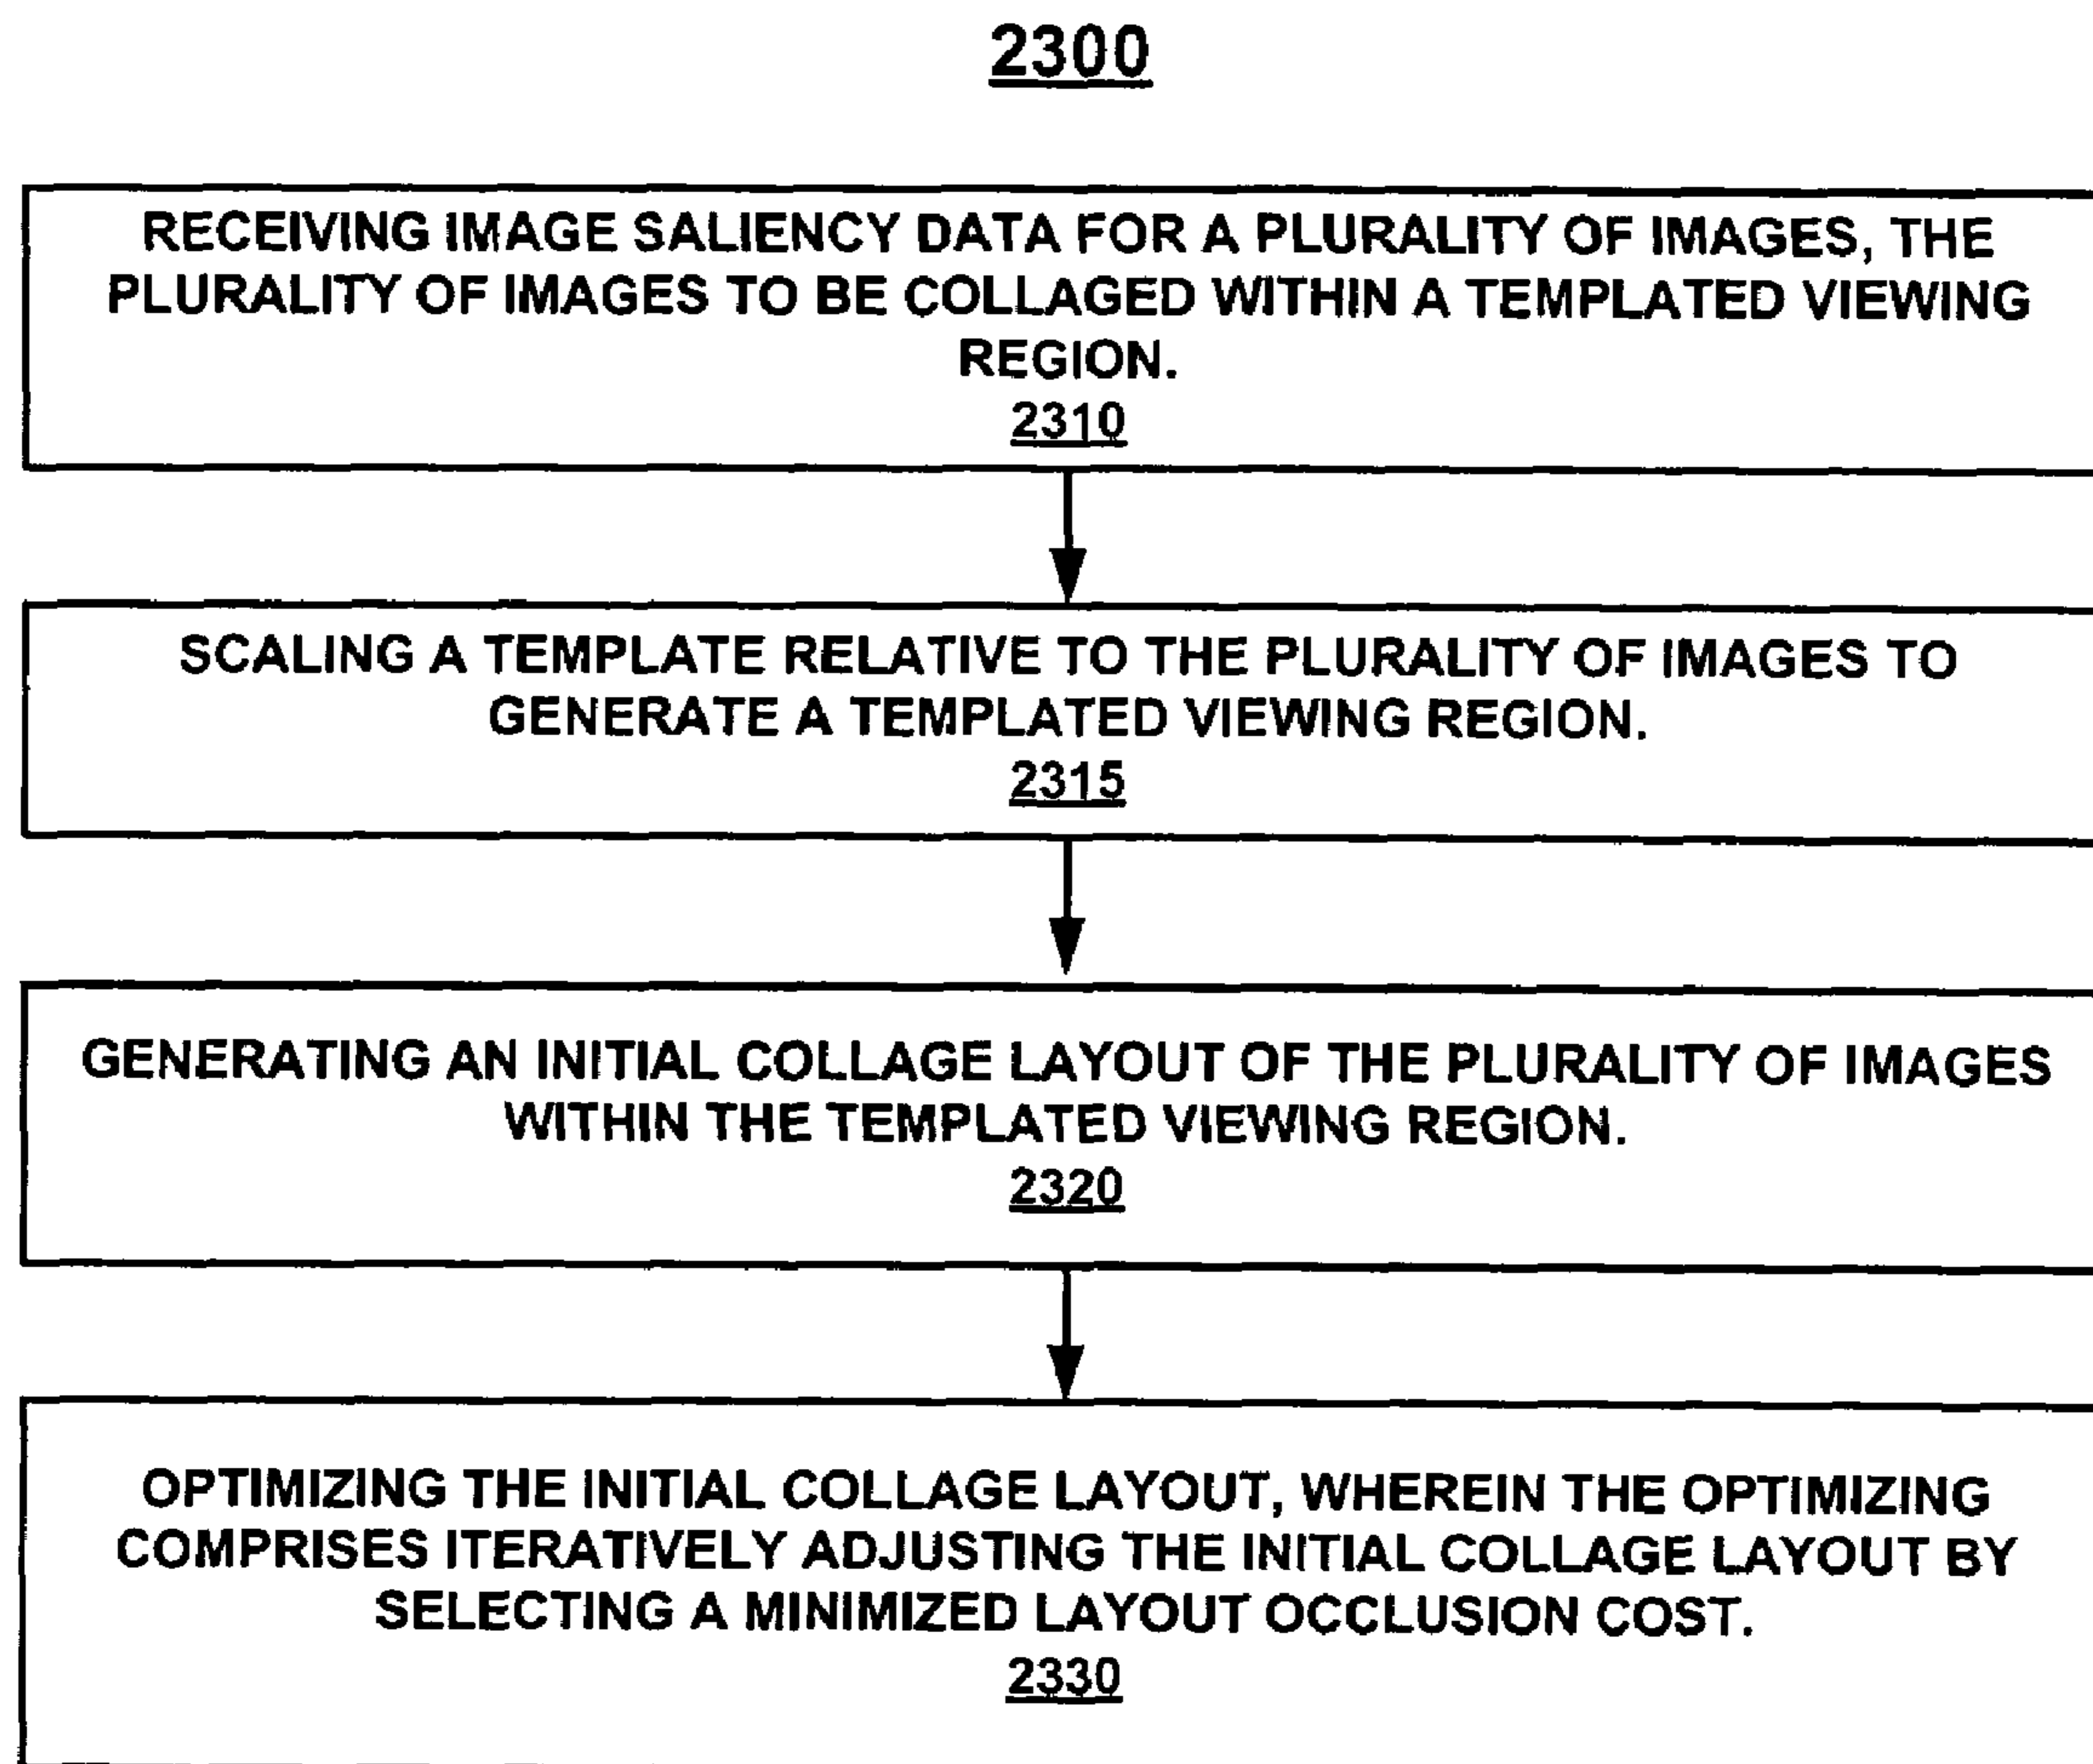 2300
RECEIVING IMAGE SALIENCY DATA FOR A PLURALITY OF IMAGES, THE
PLURALITY OF IMAGES TO BE COLLAGED WITHIN A TEMPLATED VIEWING
REGION.
2310
SCALING A TEMPLATE RELATIVE TO THE PLURALITY OF IMAGES TO
GENERATE A TEMPLATED VIEWING REGION.
2315
GENERATING AN INITIAL COLLAGE LAYOUT OF THE PLURALITY OF IMAGES
WITHIN THE TEMPLATED VIEWING REGION.
2320
OPTIMIZING THE INITIAL COLLAGE LAYOUT, WHEREIN THE OPTIMIZING
COMPRISES ITERATIVELY ADJUSTING THE INITIAL COLLAGE LAYOUT BY
SELECTING A MINIMIZED LAYOUT OCCLUSION COST.
2330